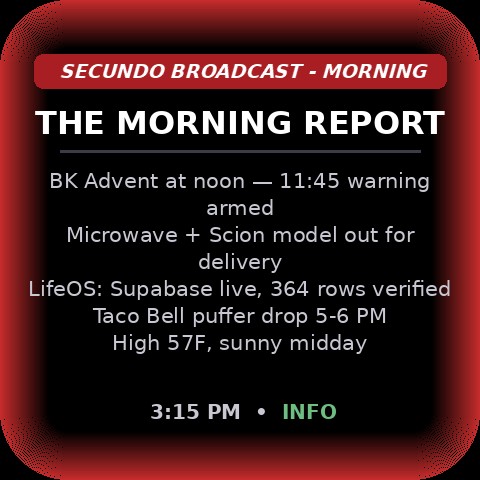 SECUNDO BROADCAST - MORNING
THE MORNING REPORT
BK Advent at noon — 11:45 warning
armed
Microwave + Scion model out for
delivery
LifeOS: Supabase live, 364 rows verified
Taco Bell puffer drop 5-6 PM
High 57F, sunny midday
3:15 PM • INFO